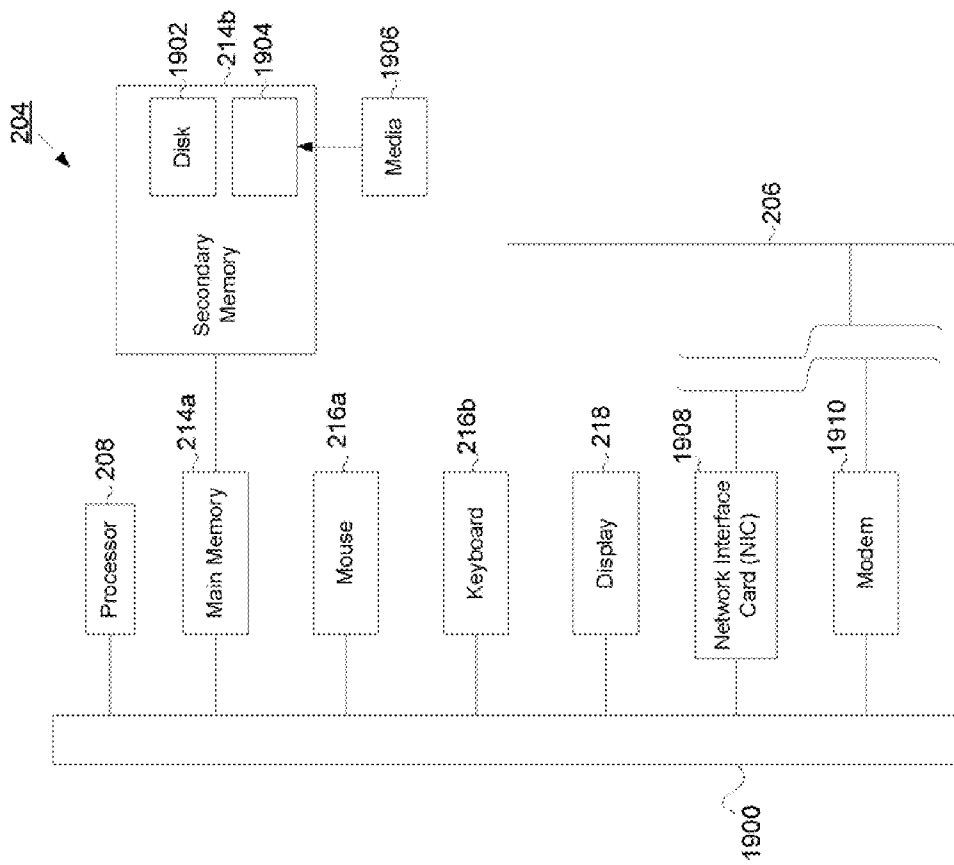 204
Processor
208
Main Memory
214a
Secondary
Memory
Disk
1902
214b
1904
Media
1906
Mouse
216a
Keyboard
216b
Display
218
Network Interface
Card (NIC)
1908
Modem
1910
206
1900